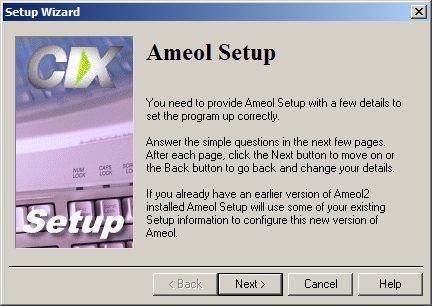 Setup Wizard
CIX
Ameol Setup
You need to provide Ameol Setup with a few details to
set the program up correctly.
Answer the simple questions in the next few pages.
After each page, click the Next button to move on or
the Back button to go back and change your details.
If you already have an earlier version of Ameol2
installed Ameol Setup will use some of your existing
Setup information to configure this new version of
Ameol.
NUM
LOCK
CAPS
LOCK
SCROLL
LOCK
Setup
< Back
Next >
Cancel
Help